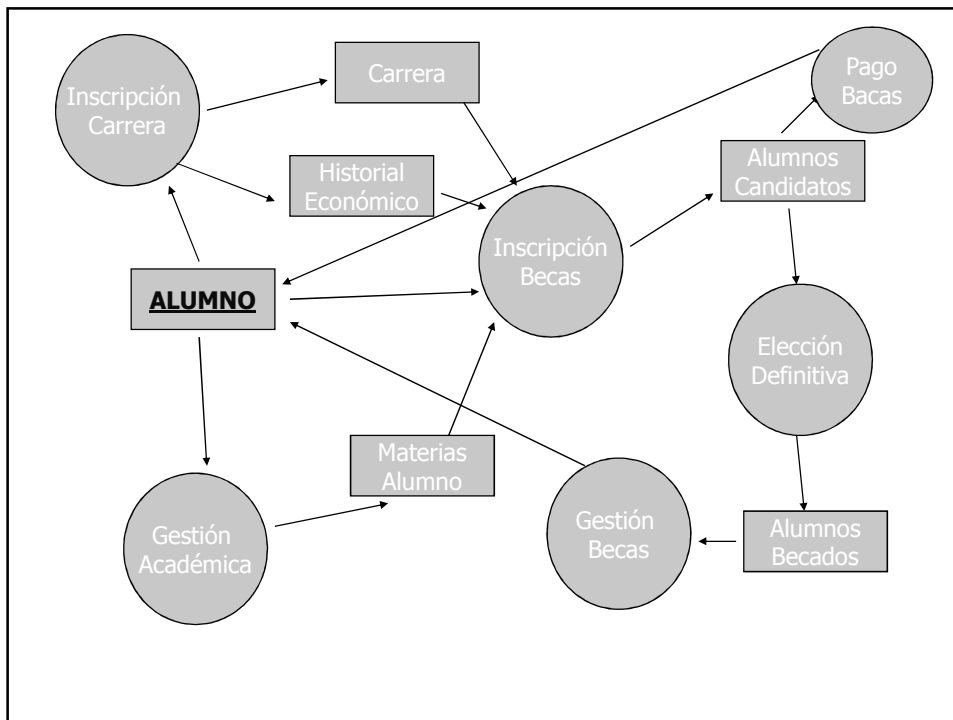 Inscripción
Carrera
Carrera
Pago
Bacas
Historial
Económico
Alumnos
Candidatos
Inscripción
Becas
ALUMNO
Elección
Definitiva
Materias
Alumno
Gestión
Académica
Gestión
Becas
Alumnos
Becados